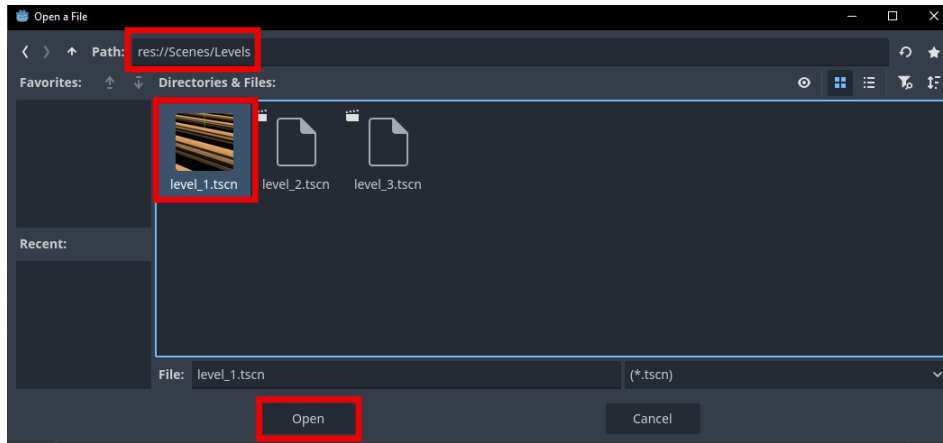 Open a File
Path: res://Scenes/Levels
Favorites: Directories & Files:
level_1.tscn level_2.tscn level_3.tscn
Recent:
File: level_1.tscn (*.tscn)
Open Cancel